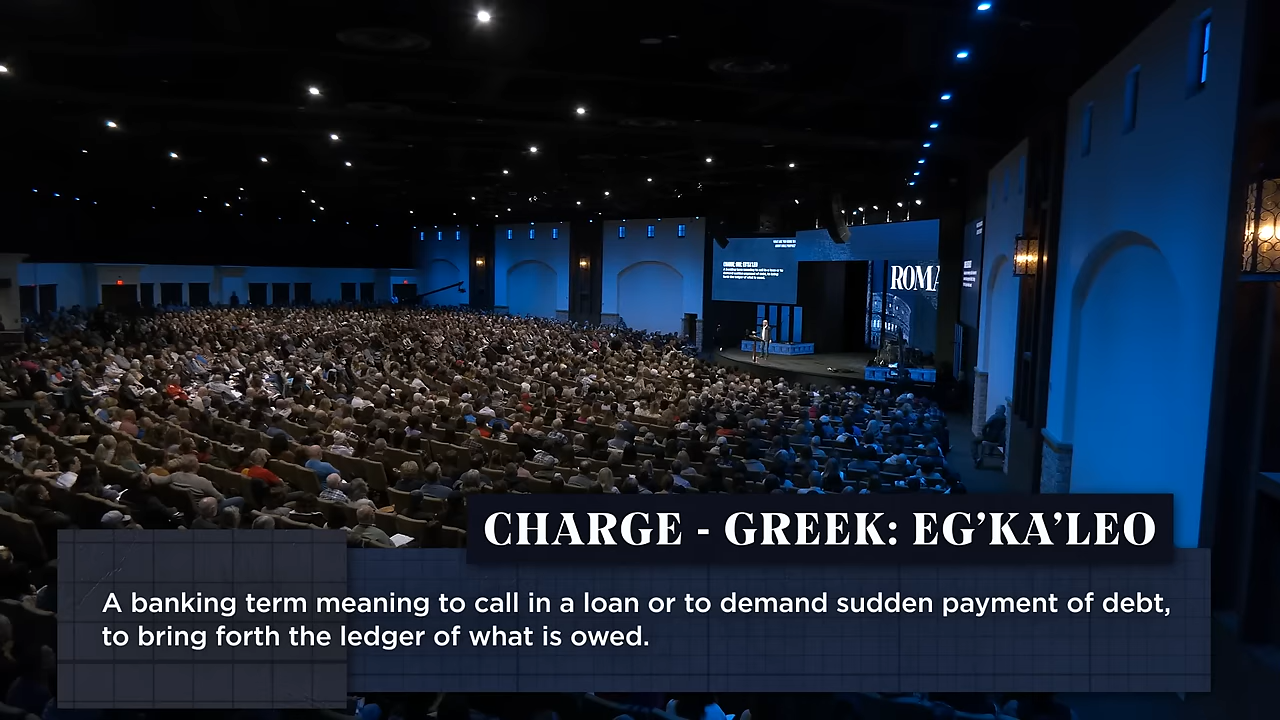 ROMA
CHARGE - GREEK: EG’KA’LEO
A banking term meaning to call in a loan or to demand sudden payment of debt,
to bring forth the ledger of what is owed.